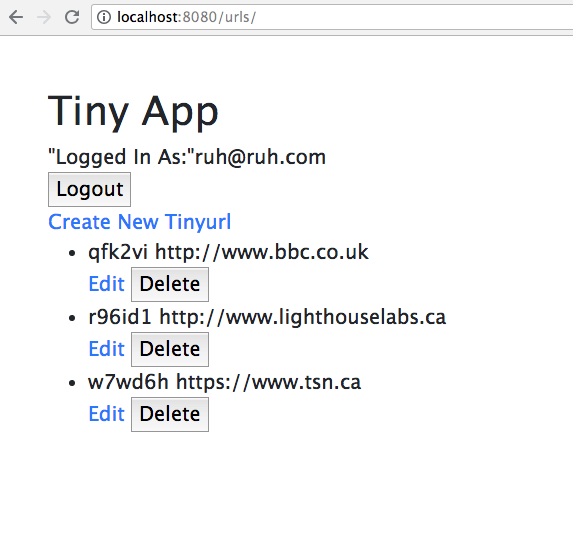 localhost:8080/urls/
Tiny App
"Logged In As:"ruh@ruh.com
Logout
Create New Tinyurl
• qfk2vi http://www.bbc.co.uk
Edit Delete
• r96id1 http://www.lighthouselabs.ca
Edit Delete
• w7wd6h https://www.tsn.ca
Edit Delete